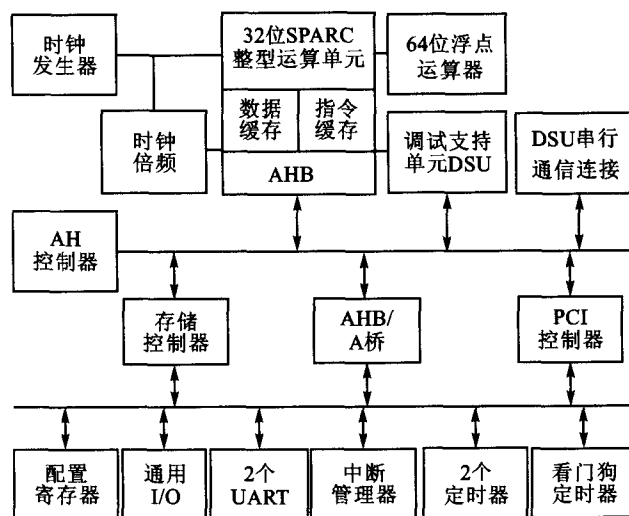 时钟
发生器
32位SPARC
整型运算单元
64位浮点
运算器
时钟
倍频
数据
缓存
指令
缓存
AHB
调试支持
单元DSU
DSU串行
通信连接
AH
控制器
存储
控制器
AHB/
A桥
PCI
控制器
配置
寄存器
通用
I/O
2个
UART
中断
管理器
2个
定时器
看门狗
定时器